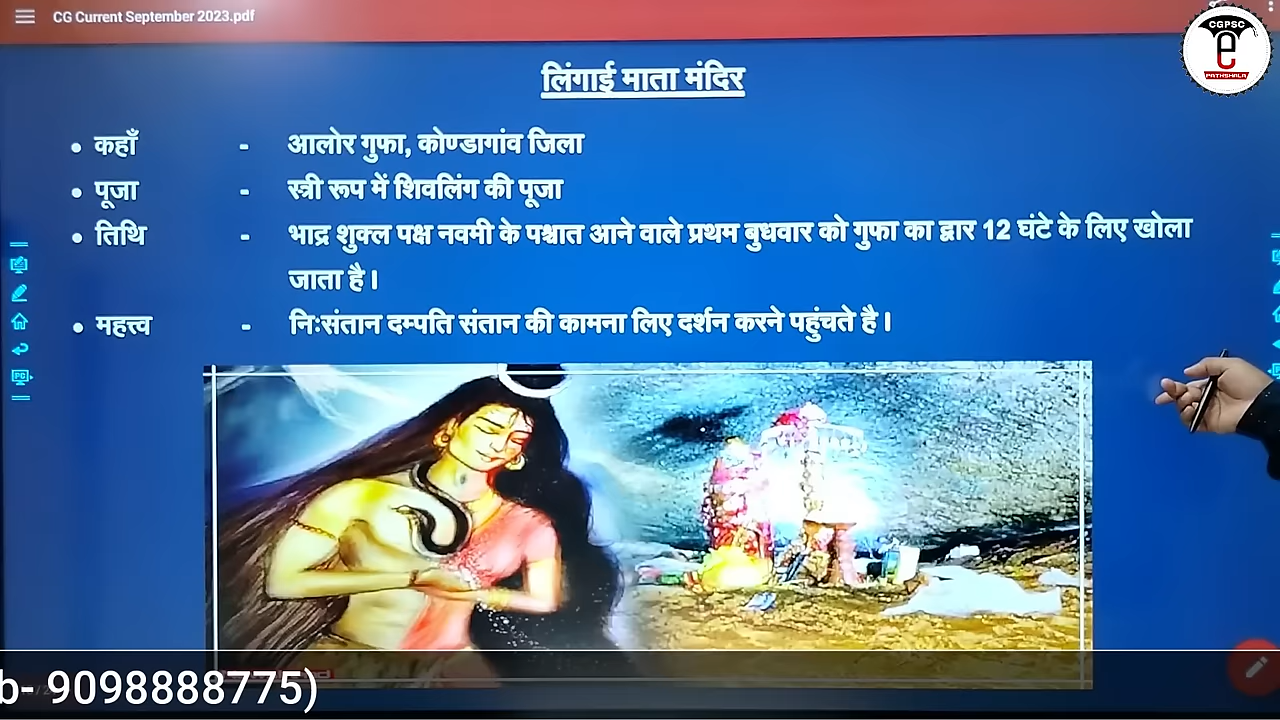 CG Current September 2023.pdf
CGPSC
e
PATHSHALA
लिंगाई माता मंदिर
• कहाँ - आलोर गुफा, कोण्डागांव जिला
• पूजा - स्त्री रूप में शिवलिंग की पूजा
• तिथि - भाद्र शुक्ल पक्ष नवमी के पश्चात आने वाले प्रथम बुधवार को गुफा का द्वार 12 घंटे के लिए खोला
जाता है।
• महत्त्व - निःसंतान दम्पति संतान की कामना लिए दर्शन करने पहुंचते है।
b- 9098888775)